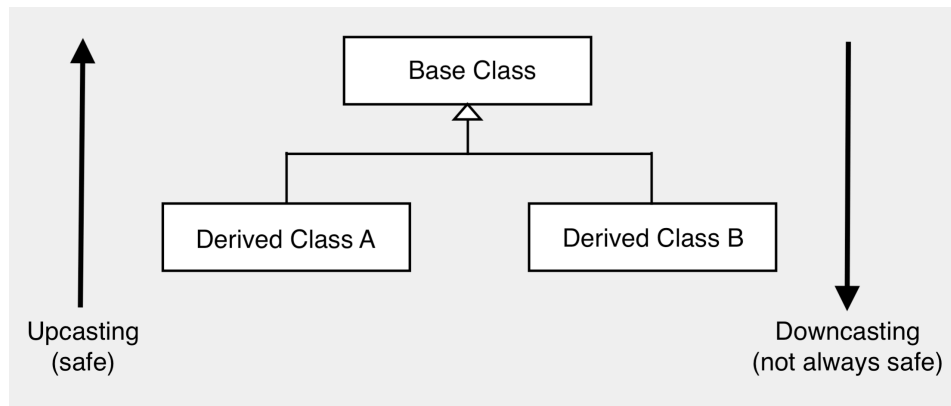 Base Class
Derived Class A
Derived Class B
Upcasting
(safe)
Downcasting
(not always safe)